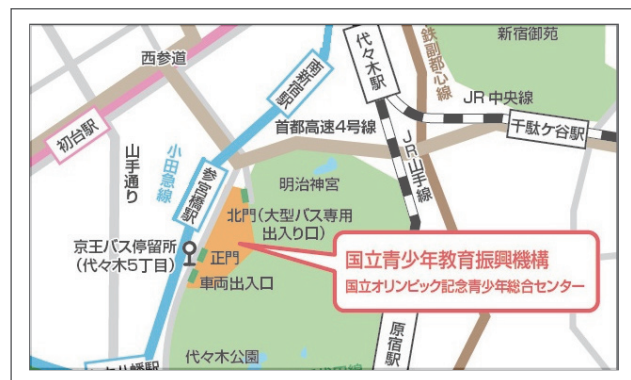 西参道
初台駅
山手通り
小田急線
南新宿駅
代々木駅
鉄副都心線
新宿御苑
JR中央線
千駄ケ谷駅
首都高速4号線
JR山手線
参宮橋駅
明治神宮
北門(大型バス専用
出入り口)
京王バス停留所
(代々木5丁目)
正門
車両出入口
国立青少年教育振興機構
国立オリンピック記念青少年総合センター
原宿駅
代々木公園
八幡駅